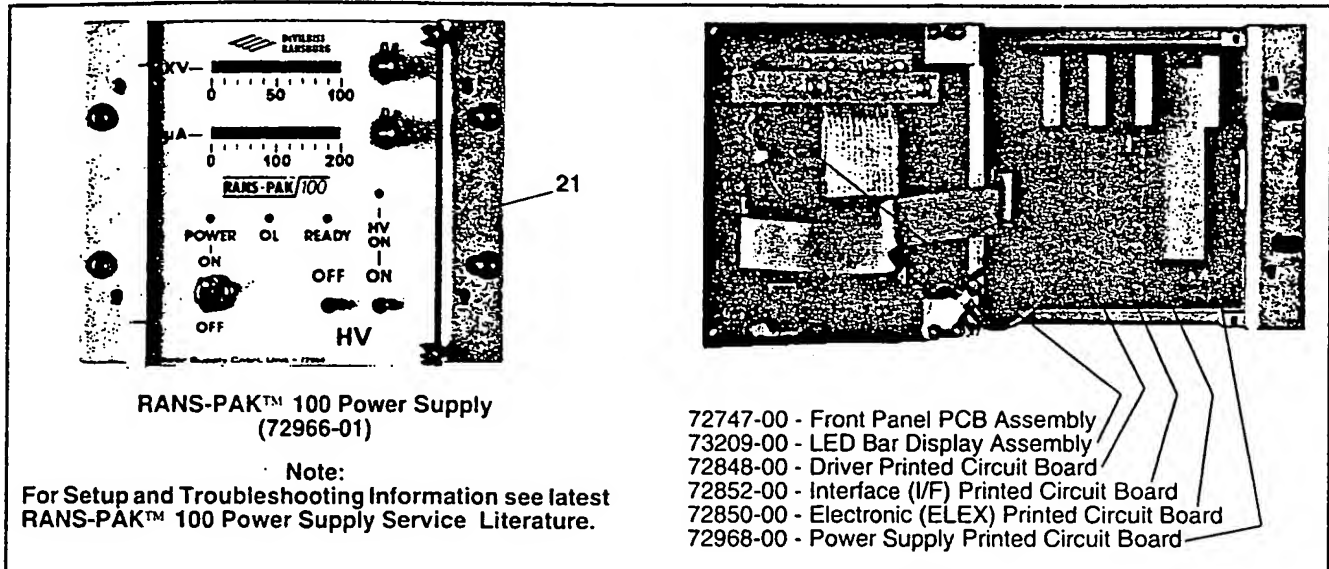 DEVILBISS
RANSBURG
KV
0 50 100
µA
0 100 200
RANS-PAK/100
POWER OL READY HV
ON
ON OFF ON
OFF HV
21
RANS-PAK™ 100 Power Supply
(72966-01)
Note:
For Setup and Troubleshooting Information see latest
RANS-PAK™ 100 Power Supply Service Literature.
72747-00 - Front Panel PCB Assembly
73209-00 - LED Bar Display Assembly
72848-00 - Driver Printed Circuit Board
72852-00 - Interface (I/F) Printed Circuit Board
72850-00 - Electronic (ELEX) Printed Circuit Board
72968-00 - Power Supply Printed Circuit Board